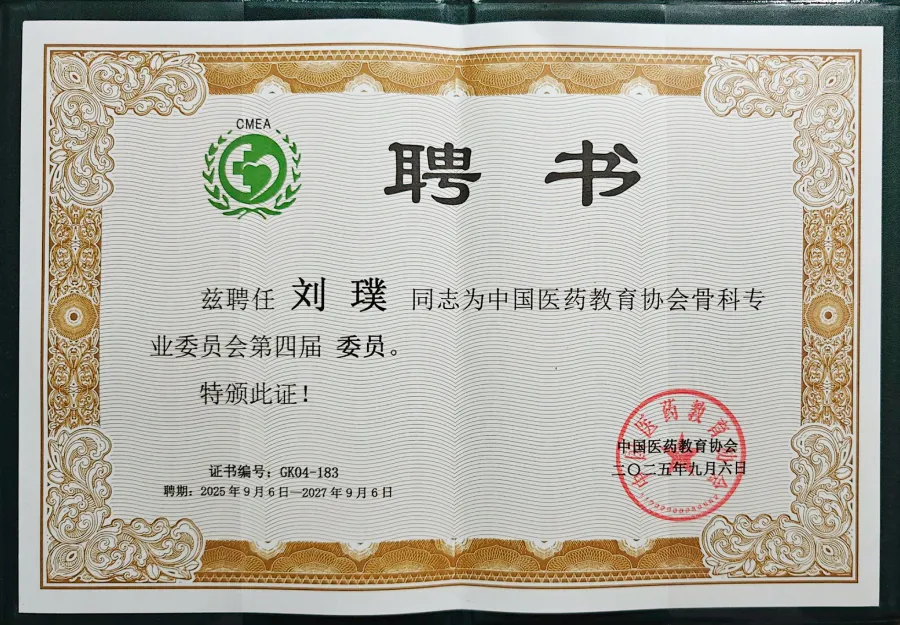 CMEA
聘书
兹聘任 刘璞 同志为中国医药教育协会骨科专
业委员会第四届 委员。
特颁此证！
中国医药教育协会
中国医药教育协会
二〇二五年九月六日
证书编号：GK04-183
聘期：2025年9月6日—2027年9月6日